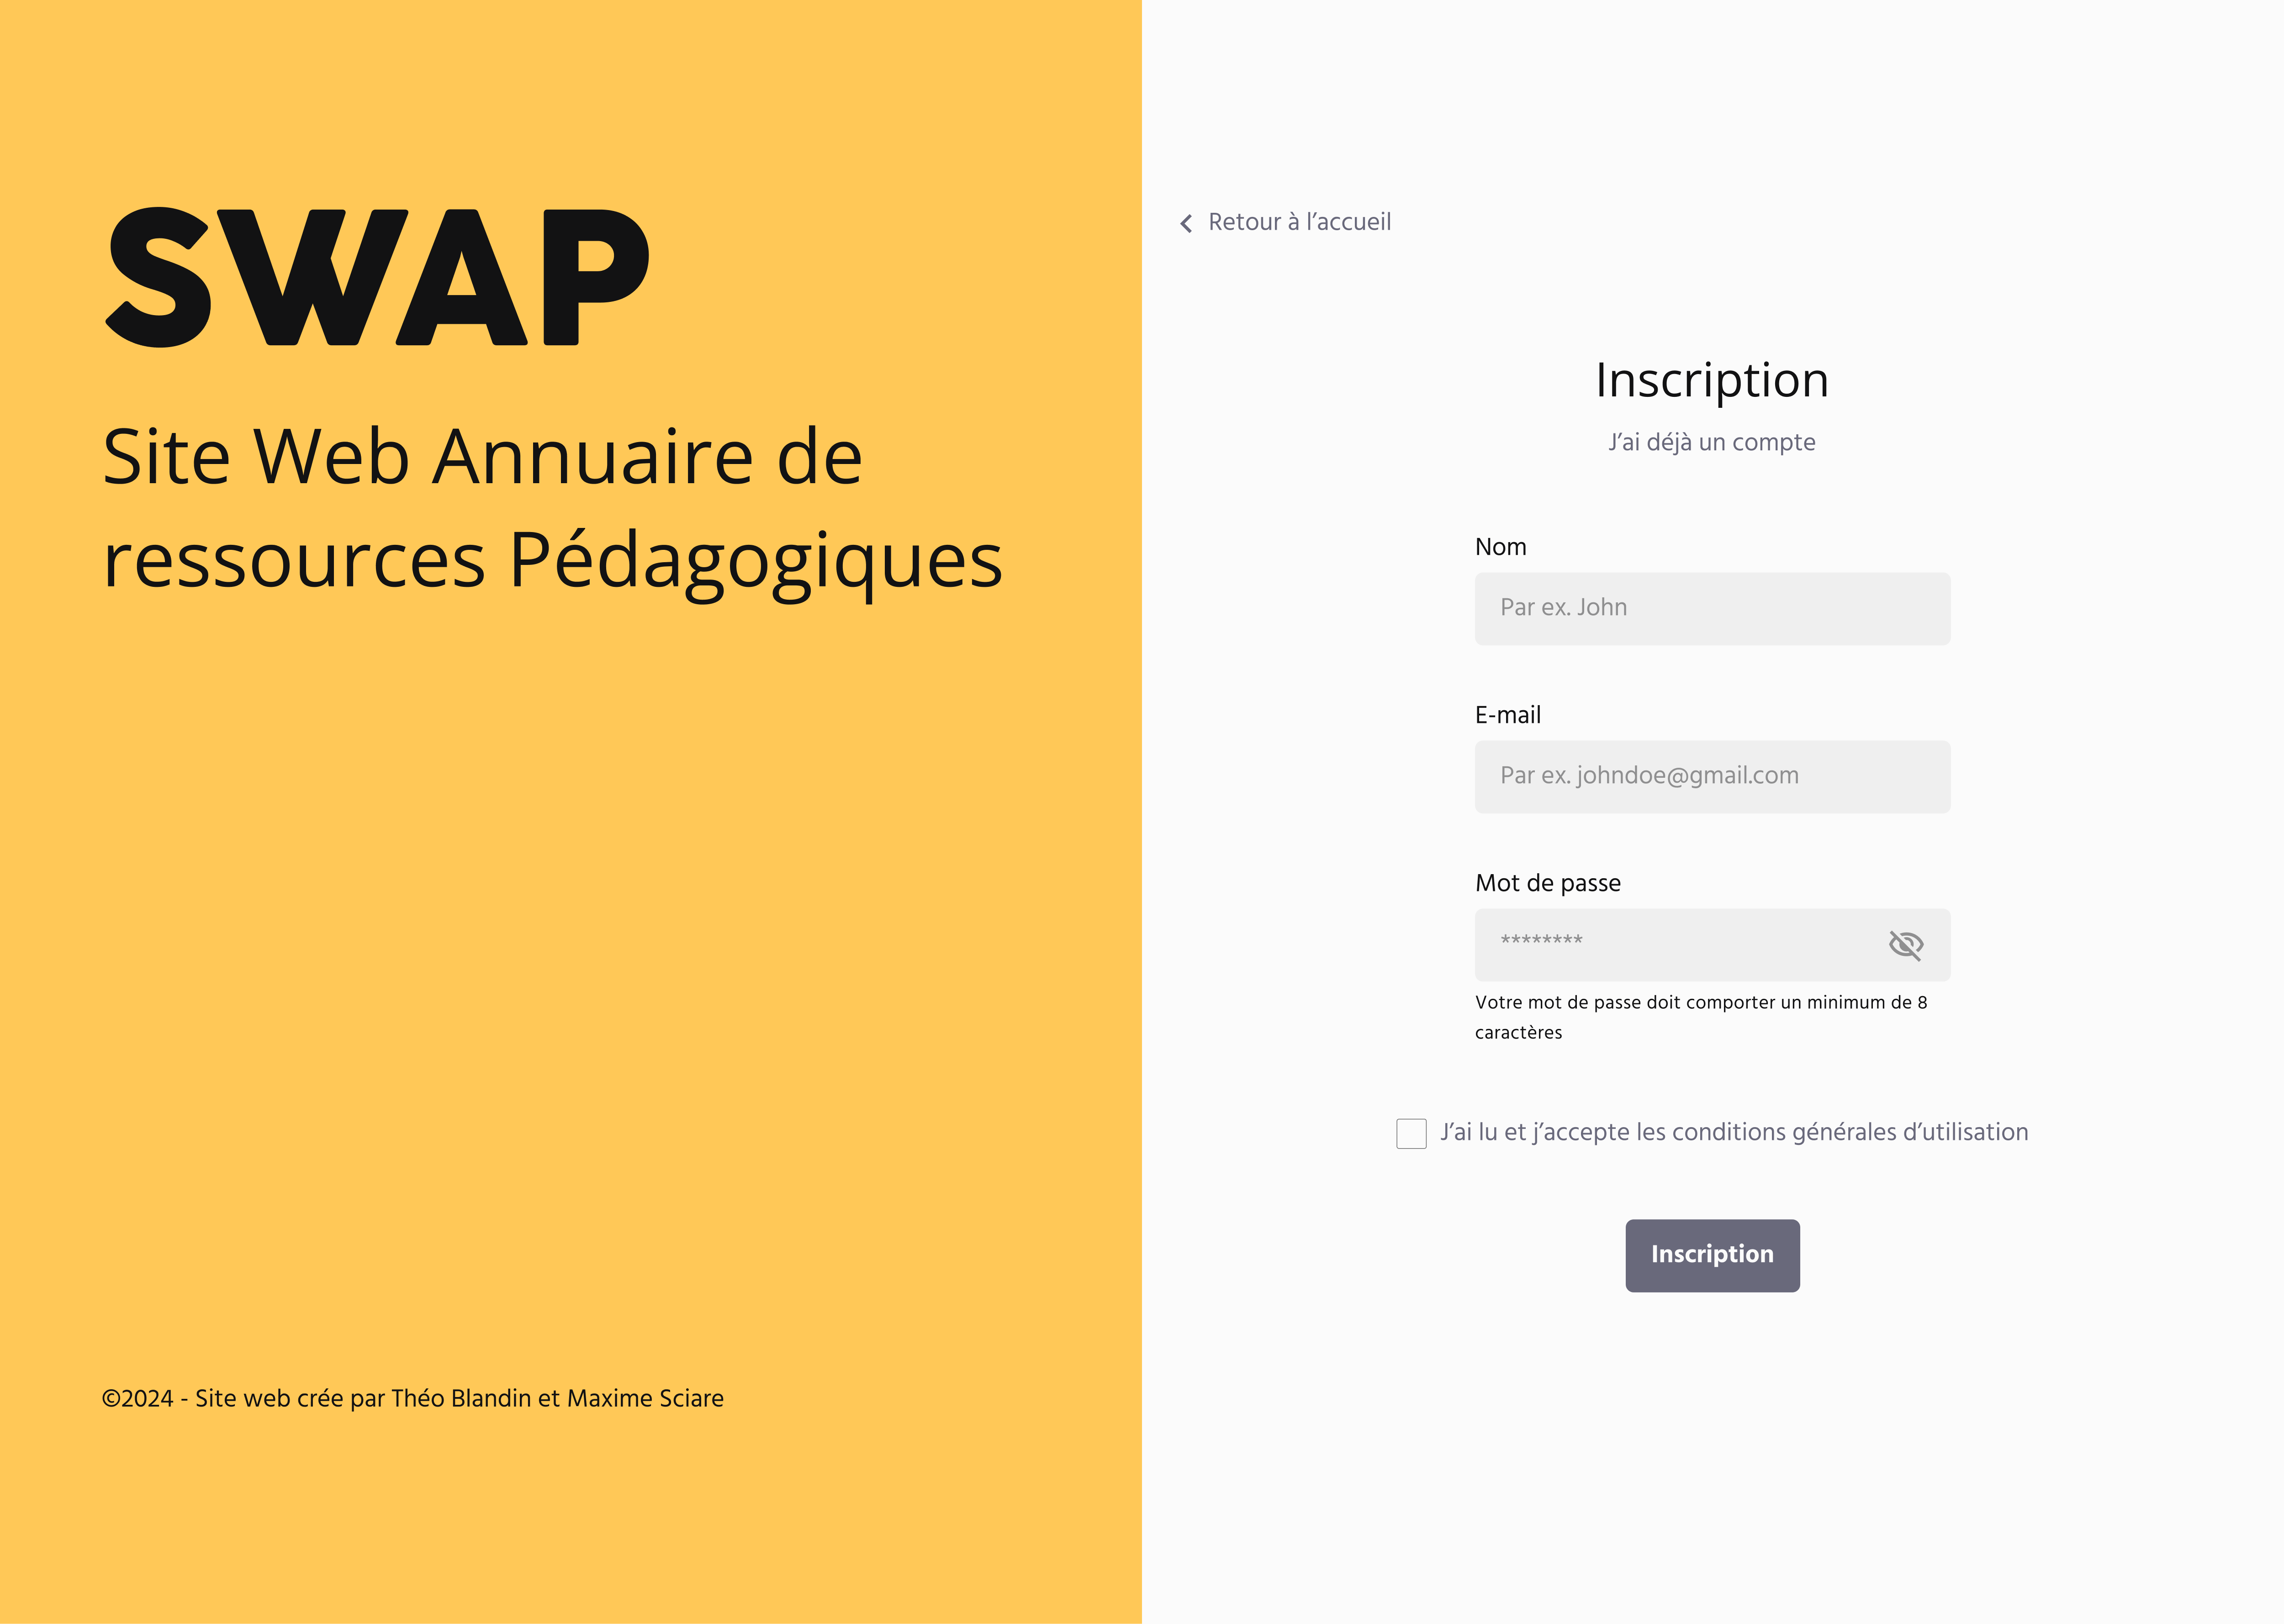 SWAP
Site Web Annuaire de
ressources Pédagogiques
©2024 - Site web crée par Théo Blandin et Maxime Sciare
Retour à l’accueil
Inscription
J’ai déjà un compte
Nom
Par ex. John
E-mail
Par ex. johndoe@gmail.com
Mot de passe
********
Votre mot de passe doit comporter un minimum de 8
caractères
J’ai lu et j’accepte les conditions générales d’utilisation
Inscription